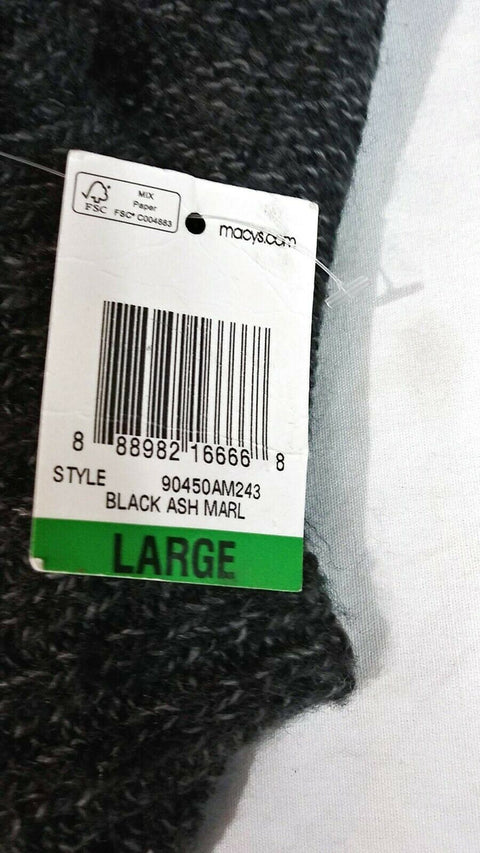 FSC
MIX
Paper
FSC® C004883
macys.com
8 88982 16666 8
STYLE 90450AM243
BLACK ASH MARL
LARGE